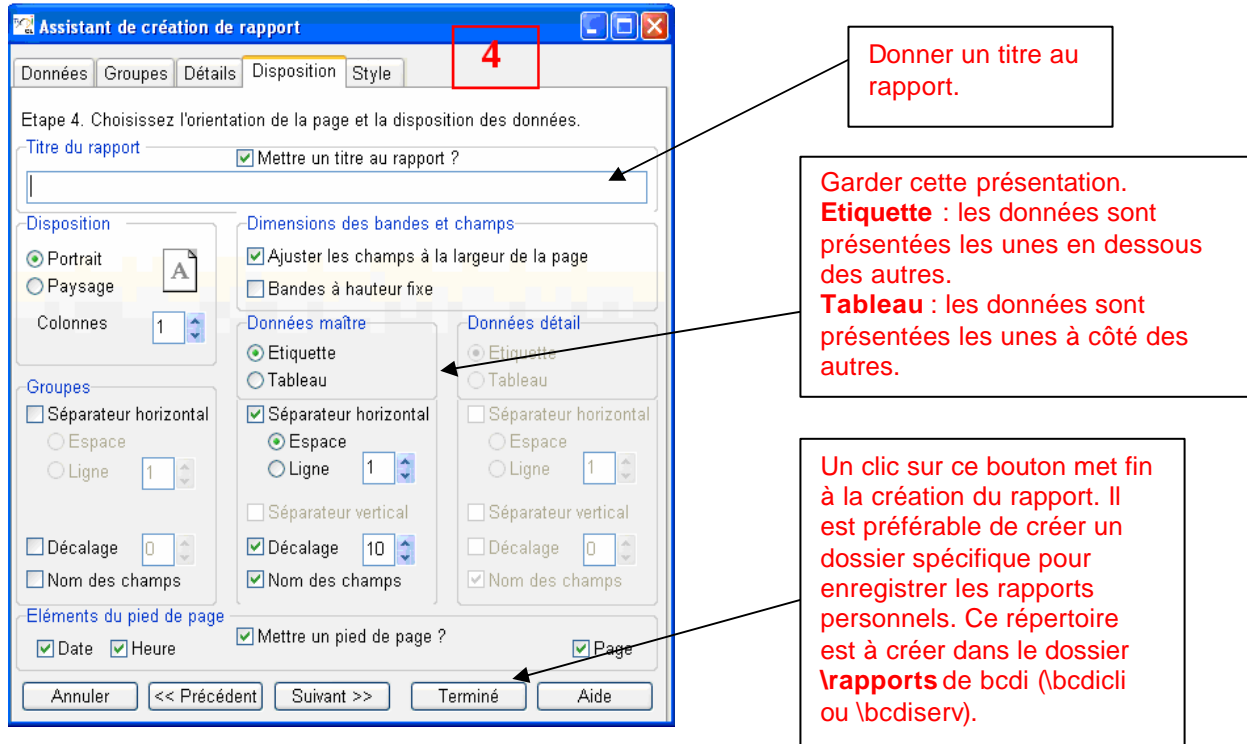 Assistant de création de rapport
4
Données Groupes Détails Disposition Style
Etape 4. Choisissez l'orientation de la page et la disposition des données.
Titre du rapport
Mettre un titre au rapport ?
Disposition
Portrait
A
Paysage
Colonnes 1
Dimensions des bandes et champs
Ajuster les champs à la largeur de la page
Bandes à hauteur fixe
Données maître
Etiquette
Tableau
Données détail
Etiquette
Tableau
Groupes
Séparateur horizontal
Espace
Ligne 1
Décalage 0
Nom des champs
Séparateur horizontal
Espace
Ligne 1
Séparateur vertical
Décalage 10
Nom des champs
Séparateur horizontal
Espace
Ligne 1
Séparateur vertical
Décalage 0
Nom des champs
Eléments du pied de page
Date Heure
Mettre un pied de page ?
Page
Annuler << Précédent Suivant >> Terminé Aide
Donner un titre au
rapport.
Garder cette présentation.
Etiquette : les données sont
présentées les unes en dessous
des autres.
Tableau : les données sont
présentées les unes à côté des
autres.
Un clic sur ce bouton met fin
à la création du rapport. Il
est préférable de créer un
dossier spécifique pour
enregistrer les rapports
personnels. Ce répertoire
est à créer dans le dossier
\rapports de bcdi (\bcdicli
ou \bcdiserv).